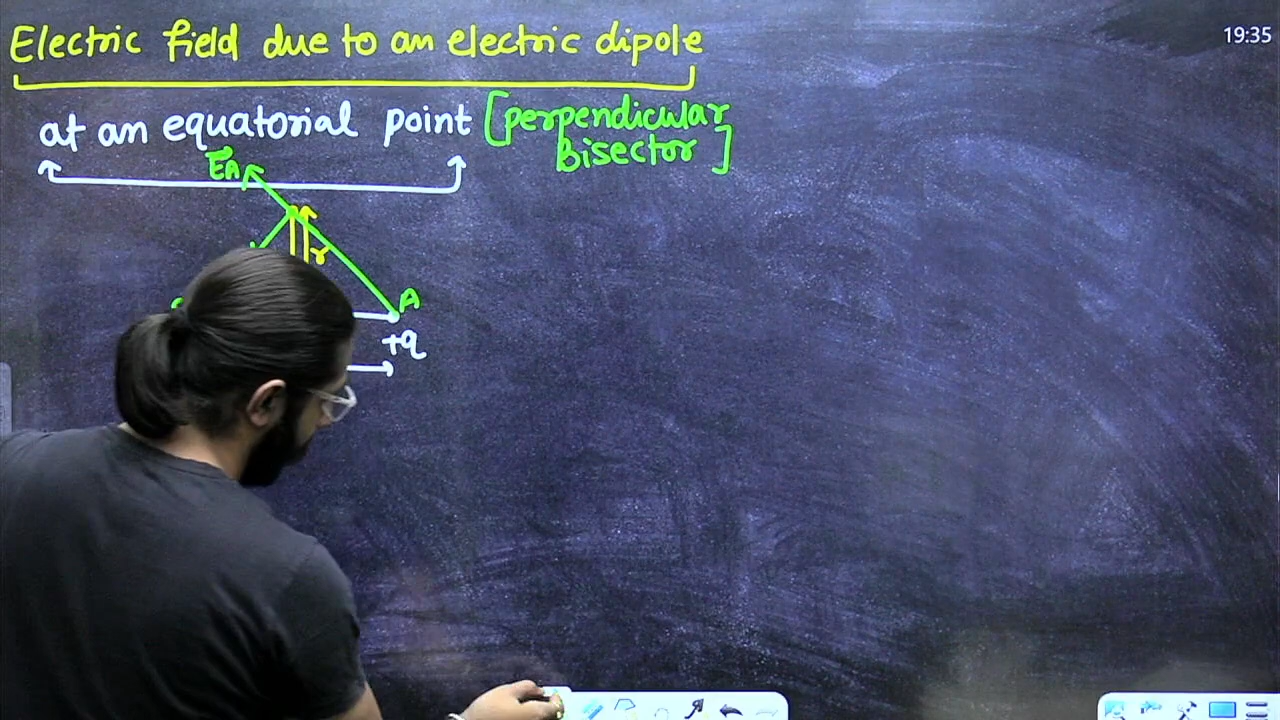 Electric field due to an electric dipole
19:35
at an equatorial point [perpendicular
Bisector]
EA
r
A
+q